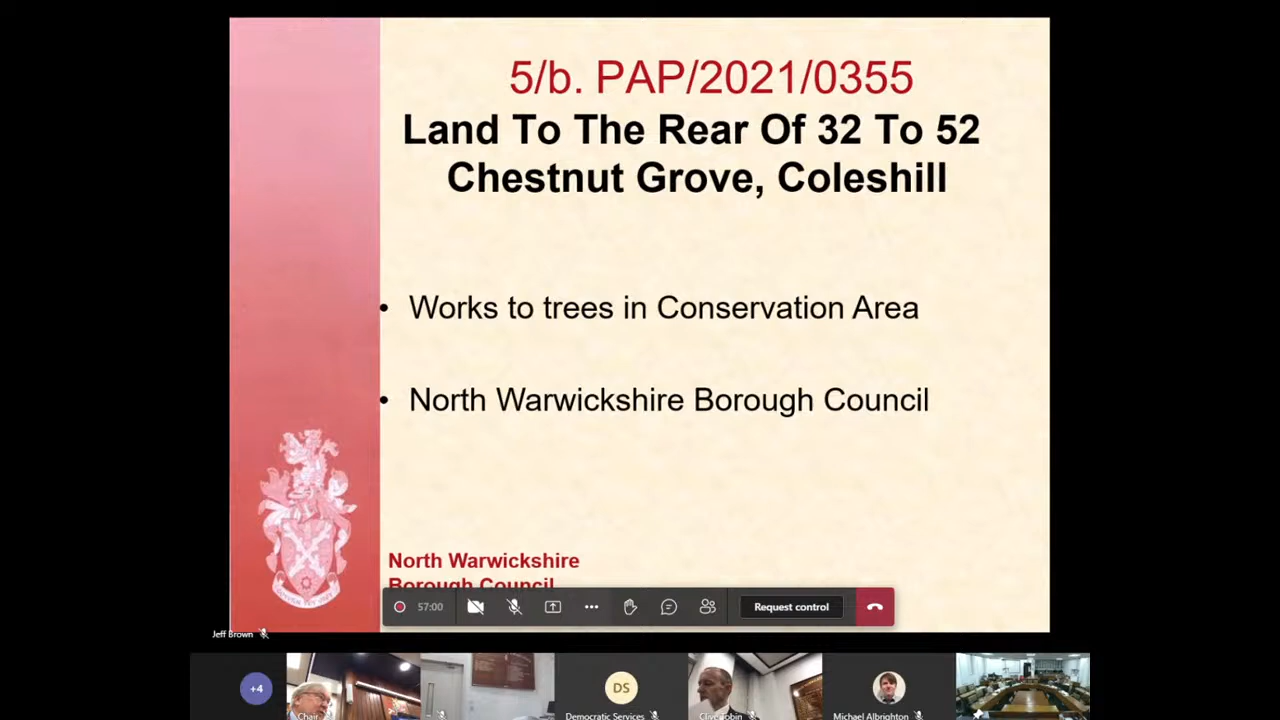 5/b. PAP/2021/0355
Land To The Rear Of 32 To 52
Chestnut Grove, Coleshill
• Works to trees in Conservation Area
• North Warwickshire Borough Council
North Warwickshire
Borough Council
57:00
Request control
Jeff Brown
+4
Chair
DS
Democratic Services
Clive Tobin
Michael Albrighton